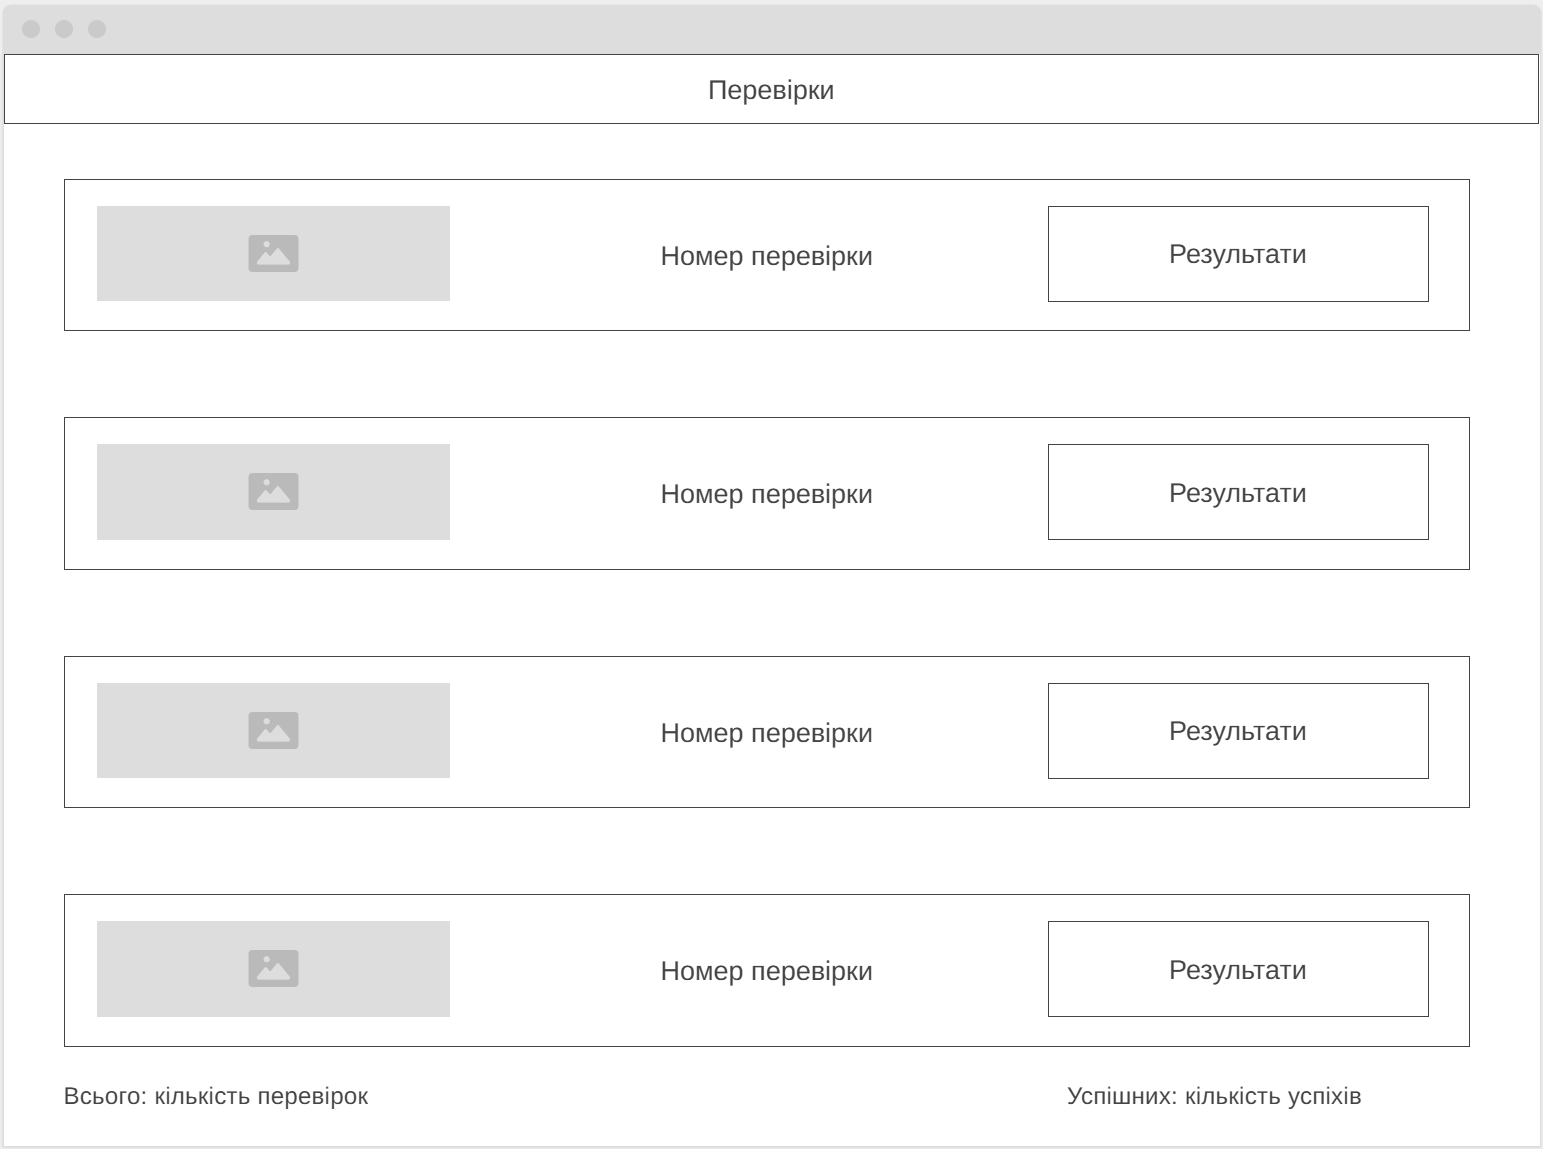 Перевірки
Номер перевірки
Результати
Номер перевірки
Результати
Номер перевірки
Результати
Номер перевірки
Результати
Всього: кількість перевірок
Успішних: кількість успіхів